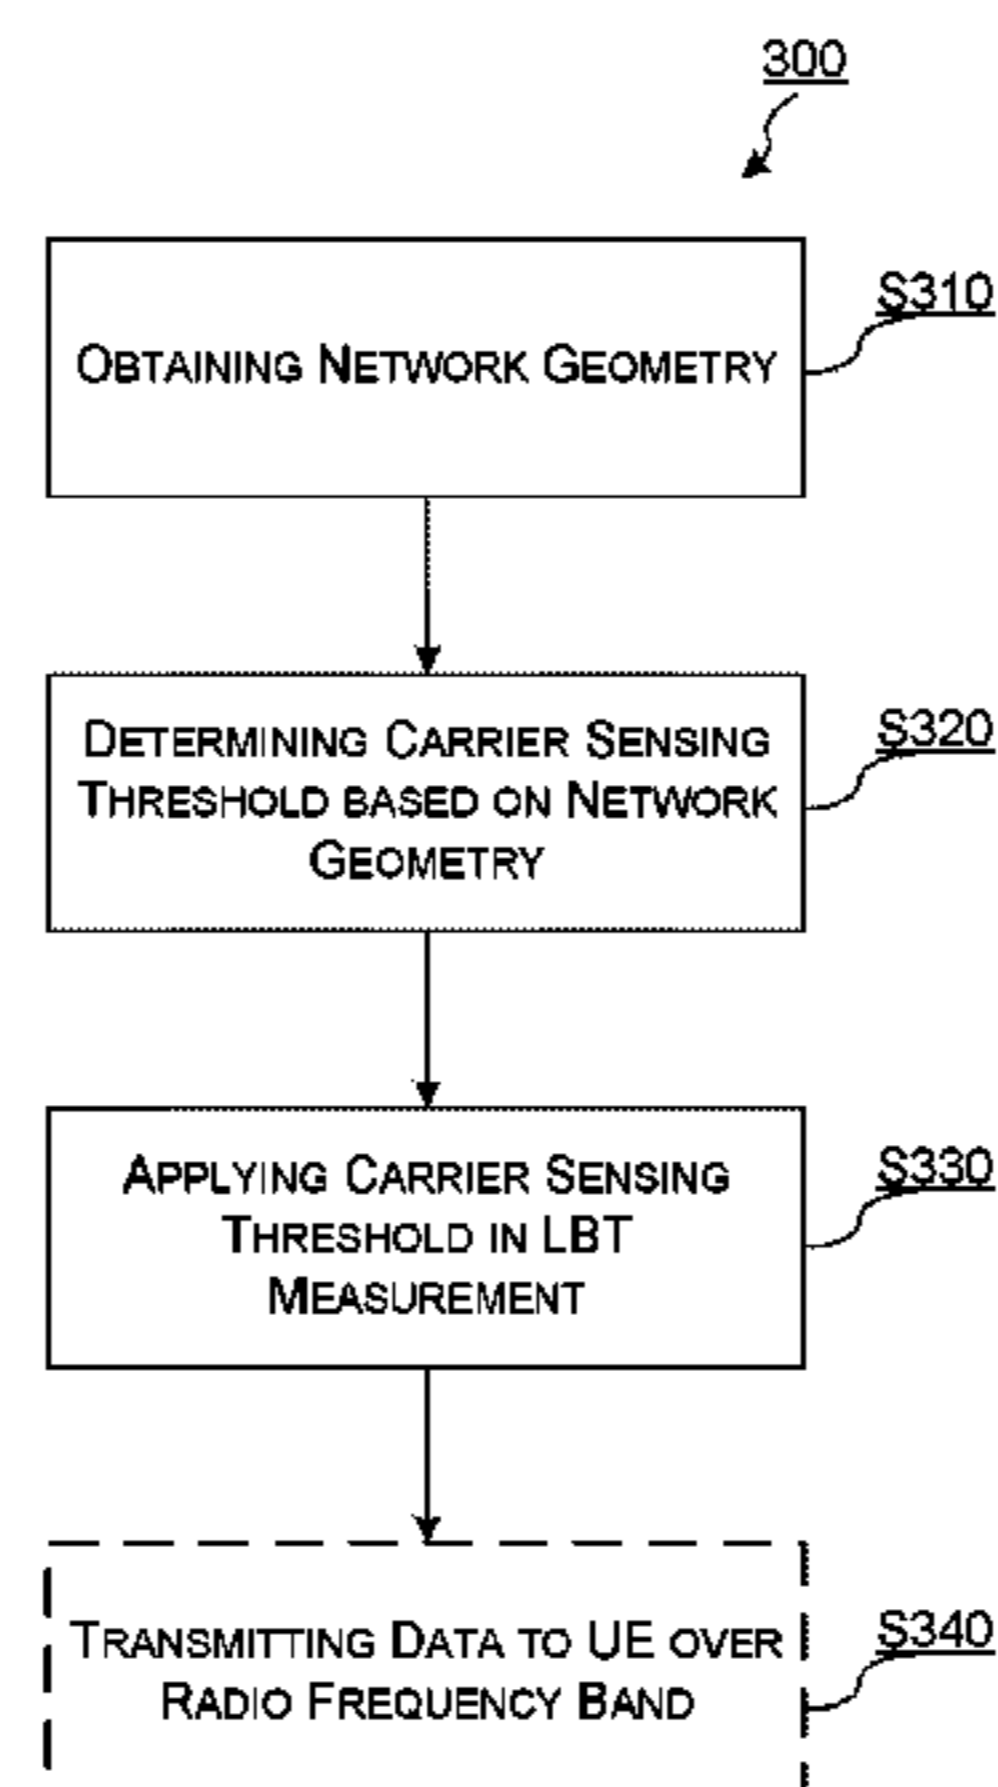 300
S310
OBTAINING NETWORK GEOMETRY
S320
DETERMINING CARRIER SENSING
THRESHOLD BASED ON NETWORK
GEOMETRY
S330
APPLYING CARRIER SENSING
THRESHOLD IN LBT
MEASUREMENT
S340
TRANSMITTING DATA TO UE OVER
RADIO FREQUENCY BAND